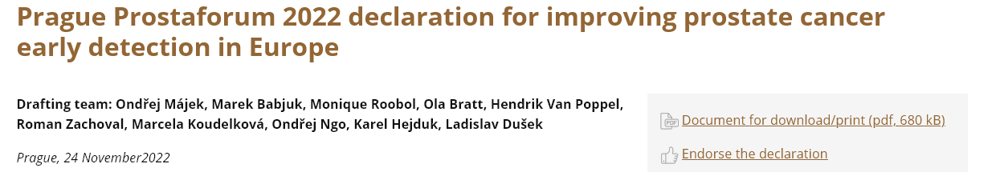 Prague Prostaforum 2022 declaration for improving prostate cancer
early detection in Europe
Drafting team: Ondřej Májek, Marek Babjuk, Monique Roobol, Ola Bratt, Hendrik Van Poppel,
Roman Zachoval, Marcela Koudelková, Ondřej Ngo, Karel Hejduk, Ladislav Dušek
Prague, 24 November2022
PDF
Document for download/print (pdf, 680 kB)
Endorse the declaration